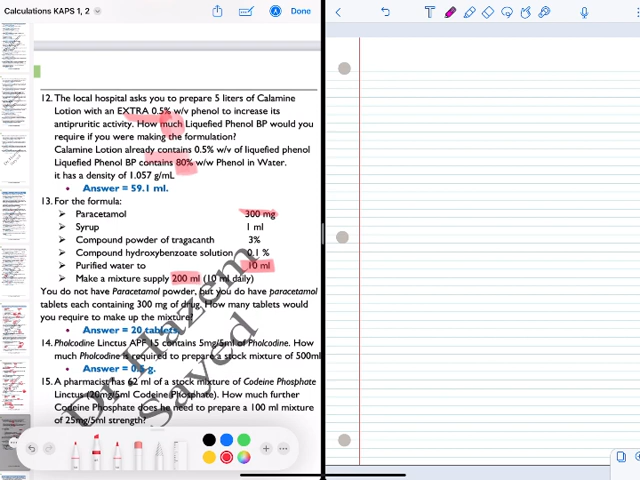 Calculations KAPS 1, 2
Done
12. The local hospital asks you to prepare 5 liters of Calamine
Lotion with an EXTRA 0.5% w/v phenol to increase its
antipruritic activity. How much Liquefied Phenol BP would you
require if you were making the formulation?
Calamine Lotion already contains 0.5% w/v of liquefied phenol
Liquefied Phenol BP contains 80% w/w Phenol in Water.
it has a density of 1.057 g/mL
• Answer = 59.1 ml.
13. For the formula:
➢ Paracetamol 300 mg
➢ Syrup 1 ml
➢ Compound powder of tragacanth 3%
➢ Compound hydroxybenzoate solution 0.1 %
➢ Purified water to 10 ml
➢ Make a mixture supply 200 ml (10 ml daily)
You do not have Paracetamol powder, but you do have paracetamol
tablets each containing 300 mg of drug. How many tablets would
you require to make up the mixture?
• Answer = 20 tablets.
14. Pholcodine Linctus APF 15 contains 5mg/5ml of Pholcodine. How
much Pholcodine is required to prepare a stock mixture of 500ml
• Answer = 0.5 g.
15. A pharmacist has 62 ml of a stock mixture of Codeine Phosphate
Linctus (20mg/5ml Codeine Phosphate). How much further
Codeine Phosphate does he need to prepare a 100 ml mixture
of 25mg/5ml strength?
Dr. Hazem
Sayed